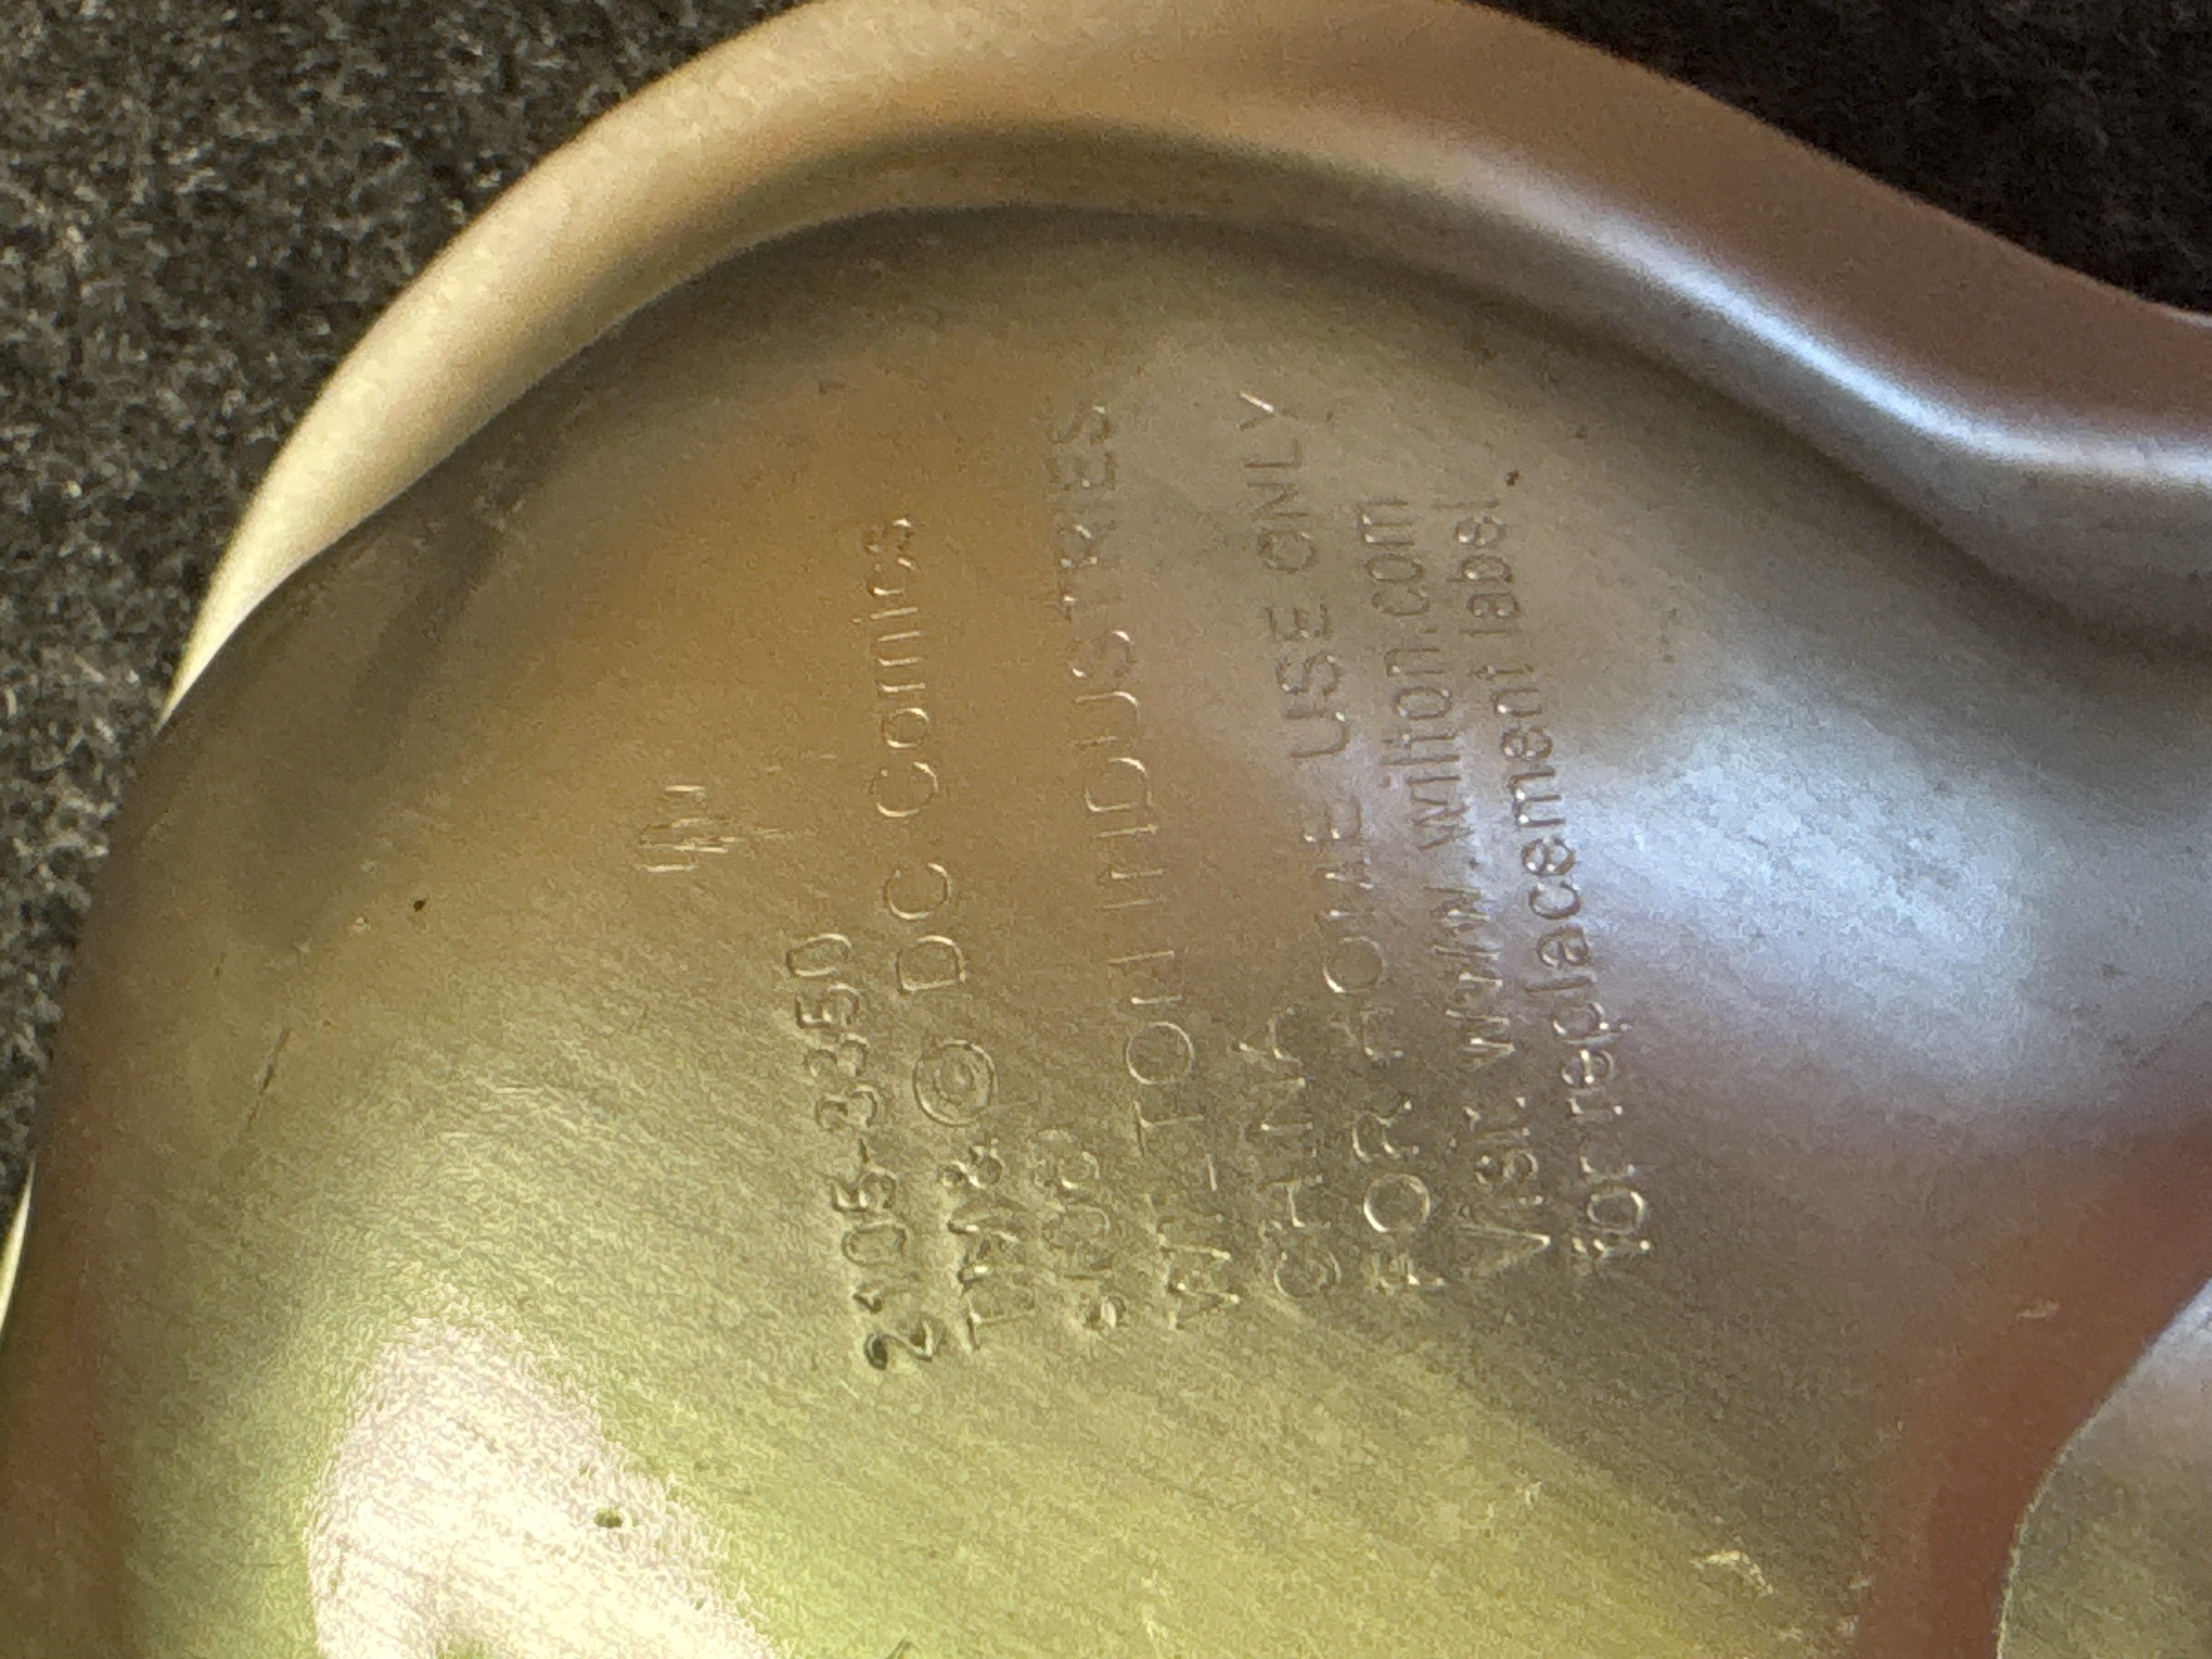 2105-3350
TM & © DC Comics
s06
WILTON INDUSTRIES
CHINA
FOR HOME USE ONLY
Visit www.wilton.com
for replacement label